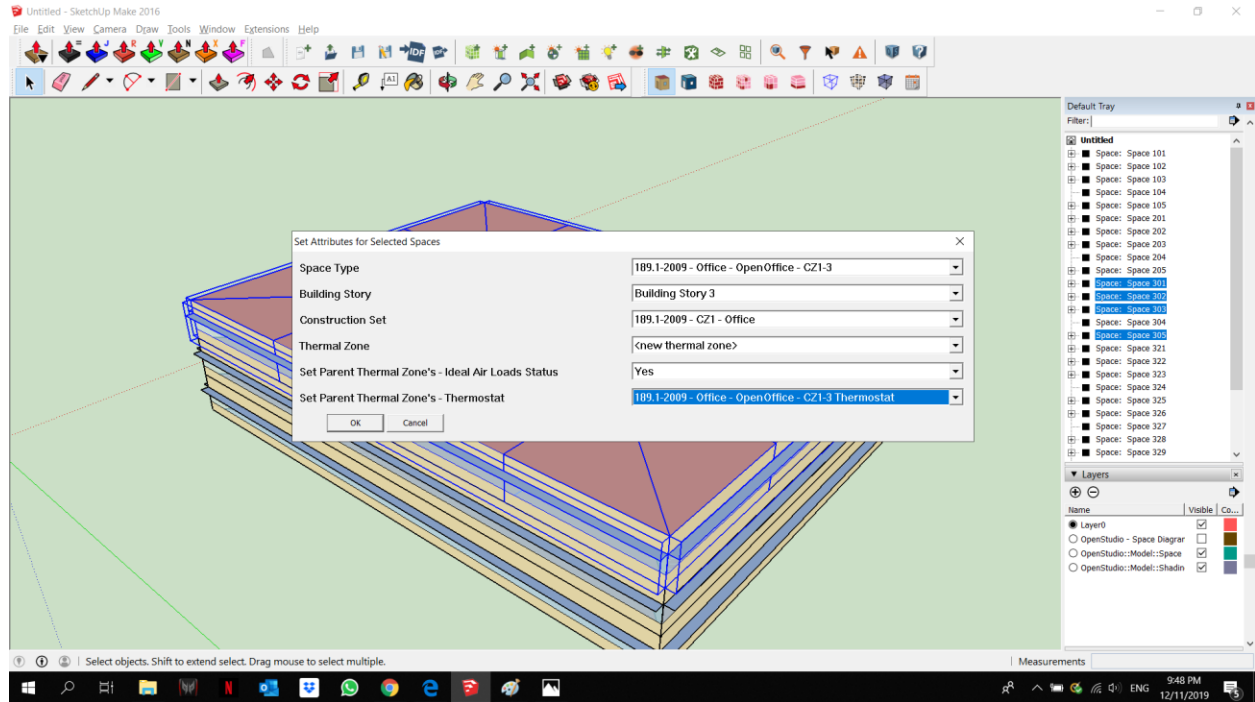 Untitled - SketchUp Make 2016
File Edit View Camera Draw Tools Window Extensions Help
Default Tray
Filter:
Untitled
Space: Space 101
Space: Space 102
Space: Space 103
Space: Space 104
Space: Space 105
Space: Space 201
Space: Space 202
Space: Space 203
Space: Space 204
Space: Space 205
Space: Space 301
Space: Space 302
Space: Space 303
Space: Space 304
Space: Space 305
Space: Space 321
Space: Space 322
Space: Space 323
Space: Space 324
Space: Space 325
Space: Space 326
Space: Space 327
Space: Space 328
Space: Space 329
Set Attributes for Selected Spaces
Space Type 189.1-2009 - Office - OpenOffice - CZ1-3
Building Story Building Story 3
Construction Set 189.1-2009 - CZ1 - Office
Thermal Zone <new thermal zone>
Set Parent Thermal Zone's - Ideal Air Loads Status Yes
Set Parent Thermal Zone's - Thermostat 189.1-2009 - Office - OpenOffice - CZ1-3 Thermostat
OK Cancel
Layers
Name Visible Co...
Layer0
OpenStudio - Space Diagrar
OpenStudio::Model::Space
OpenStudio::Model::Shadin
Select objects. Shift to extend select. Drag mouse to select multiple.
Measurements
ENG
9:48 PM
12/11/2019